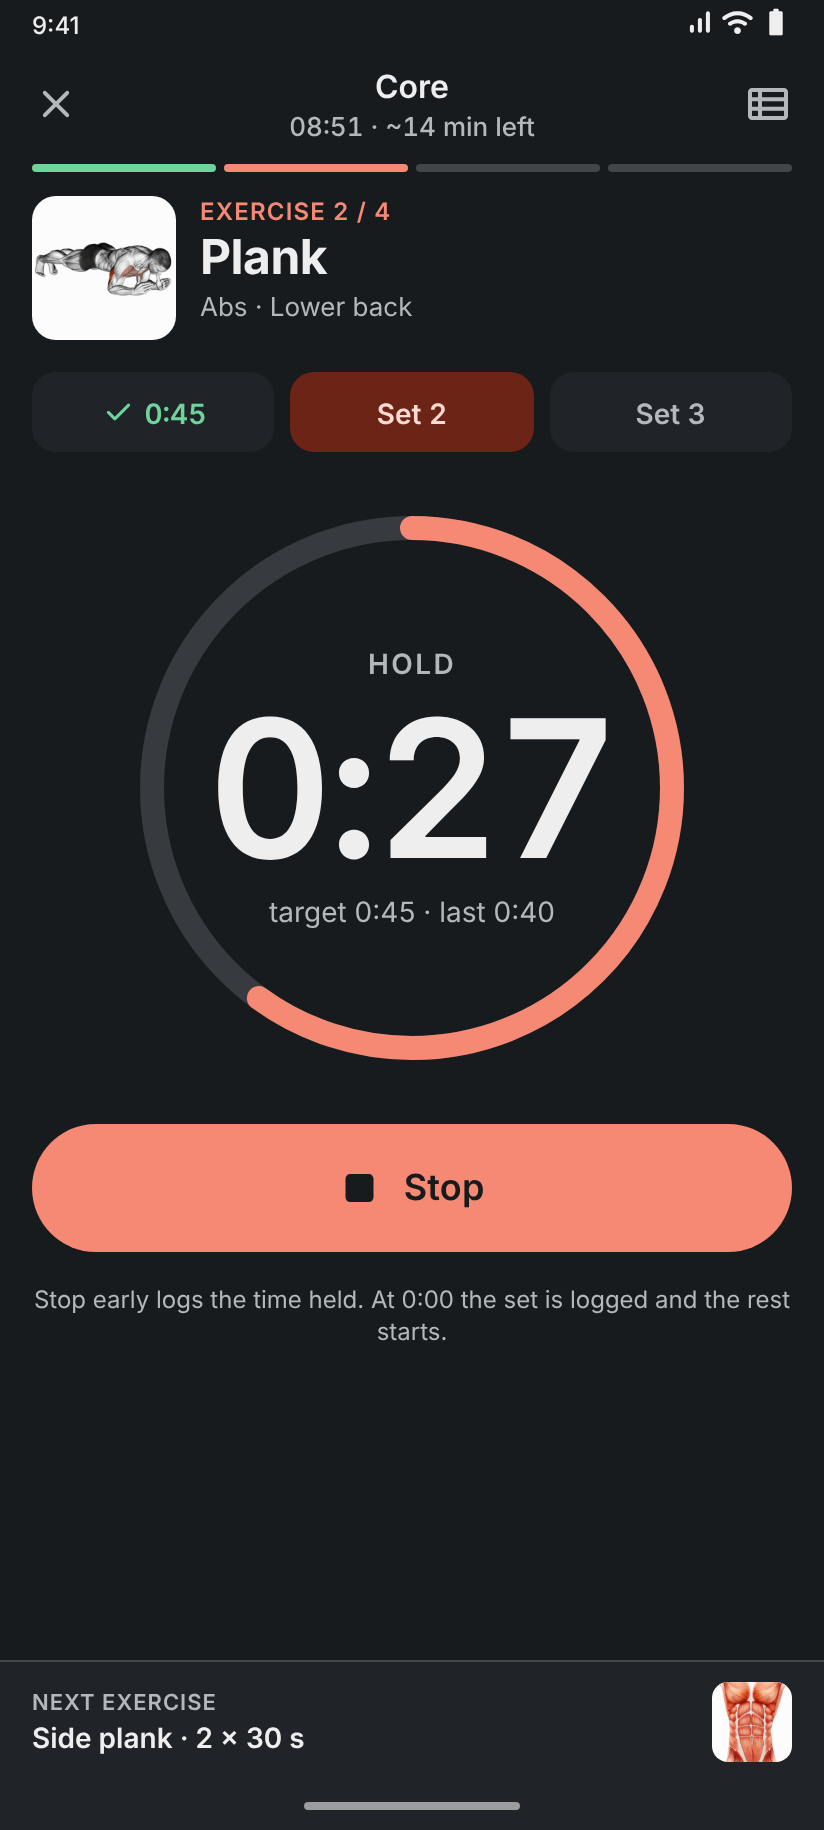 9:41
Core
08:51 · ~14 min left
EXERCISE 2 / 4
Plank
Abs · Lower back
0:45
Set 2
Set 3
HOLD
0:27
target 0:45 · last 0:40
Stop
Stop early logs the time held. At 0:00 the set is logged and the rest
starts.
NEXT EXERCISE
Side plank · 2 × 30 s